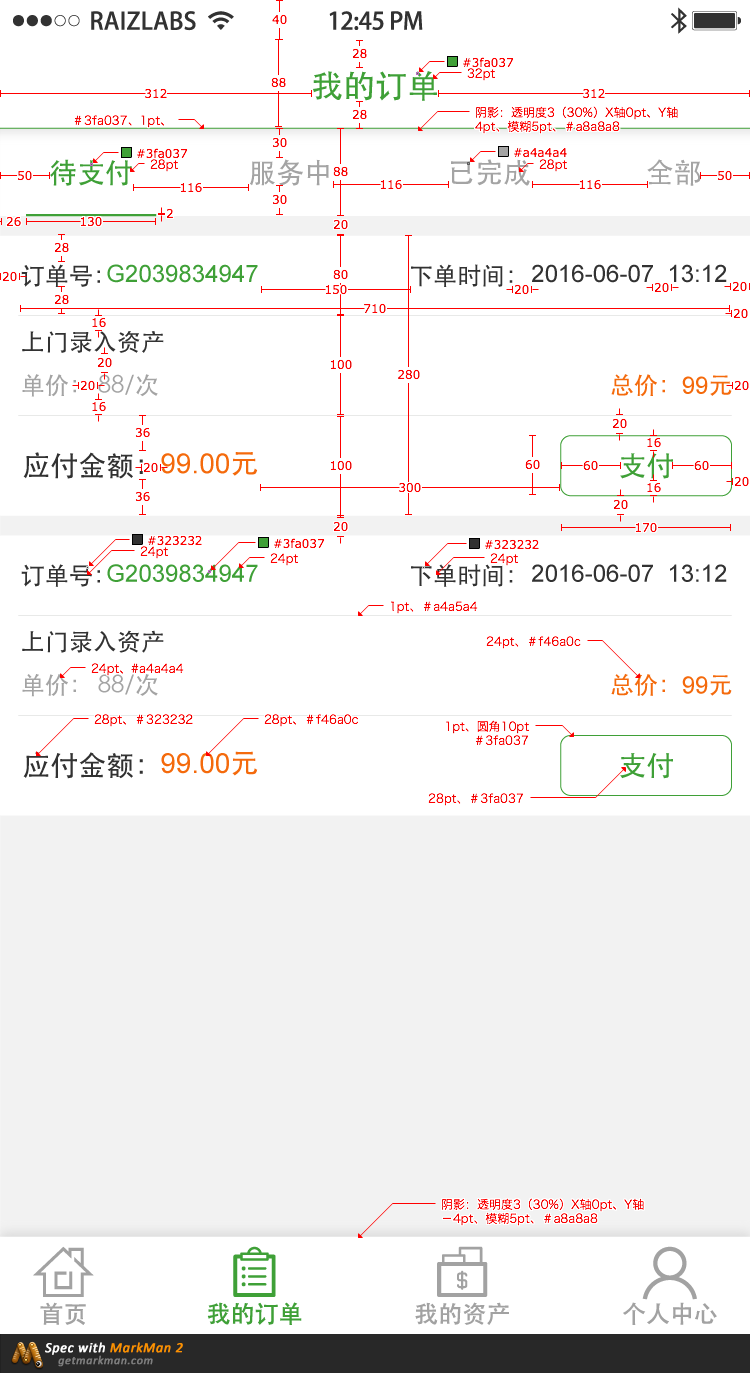 RAIZLABS 12:45 PM
40
28
#3fa037
88
我的订单 32pt
312 312
28
#3fa037、1pt、
阴影：透明度3（30%）X轴0pt、Y轴
4pt、模糊5pt、#a8a8a8
30
#3fa037 #a4a4a4
28pt 28pt
50 待支付 服务中 88 已完成 全部 50
116 116 116
30
2
26 130 20
28
20 订单号: G2039834947 80 下单时间： 2016-06-07 13:12 20
150 20 20
28
710 20
16
上门录入资产
20 100
280
单价: 20 88/次 总价： 99元 20
16
36 20
16
应付金额: 20 99.00元 100 60 60 支付 60
20
300 16
36 20
20 170
#323232 #3fa037 #323232
24pt 24pt 24pt
订单号: G2039834947 下单时间： 2016-06-07 13:12
1pt、#a4a5a4
上门录入资产
24pt、#f46a0c
24pt、#a4a4a4
单价: 88/次 总价： 99元
28pt、#323232 28pt、#f46a0c
1pt、圆角10pt
#3fa037
应付金额： 99.00元 支付
28pt、#3fa037
阴影：透明度3（30%）X轴0pt、Y轴
－4pt、模糊5pt、#a8a8a8
$
首页 我的订单 我的资产 个人中心
Spec with MarkMan 2
getmarkman.com